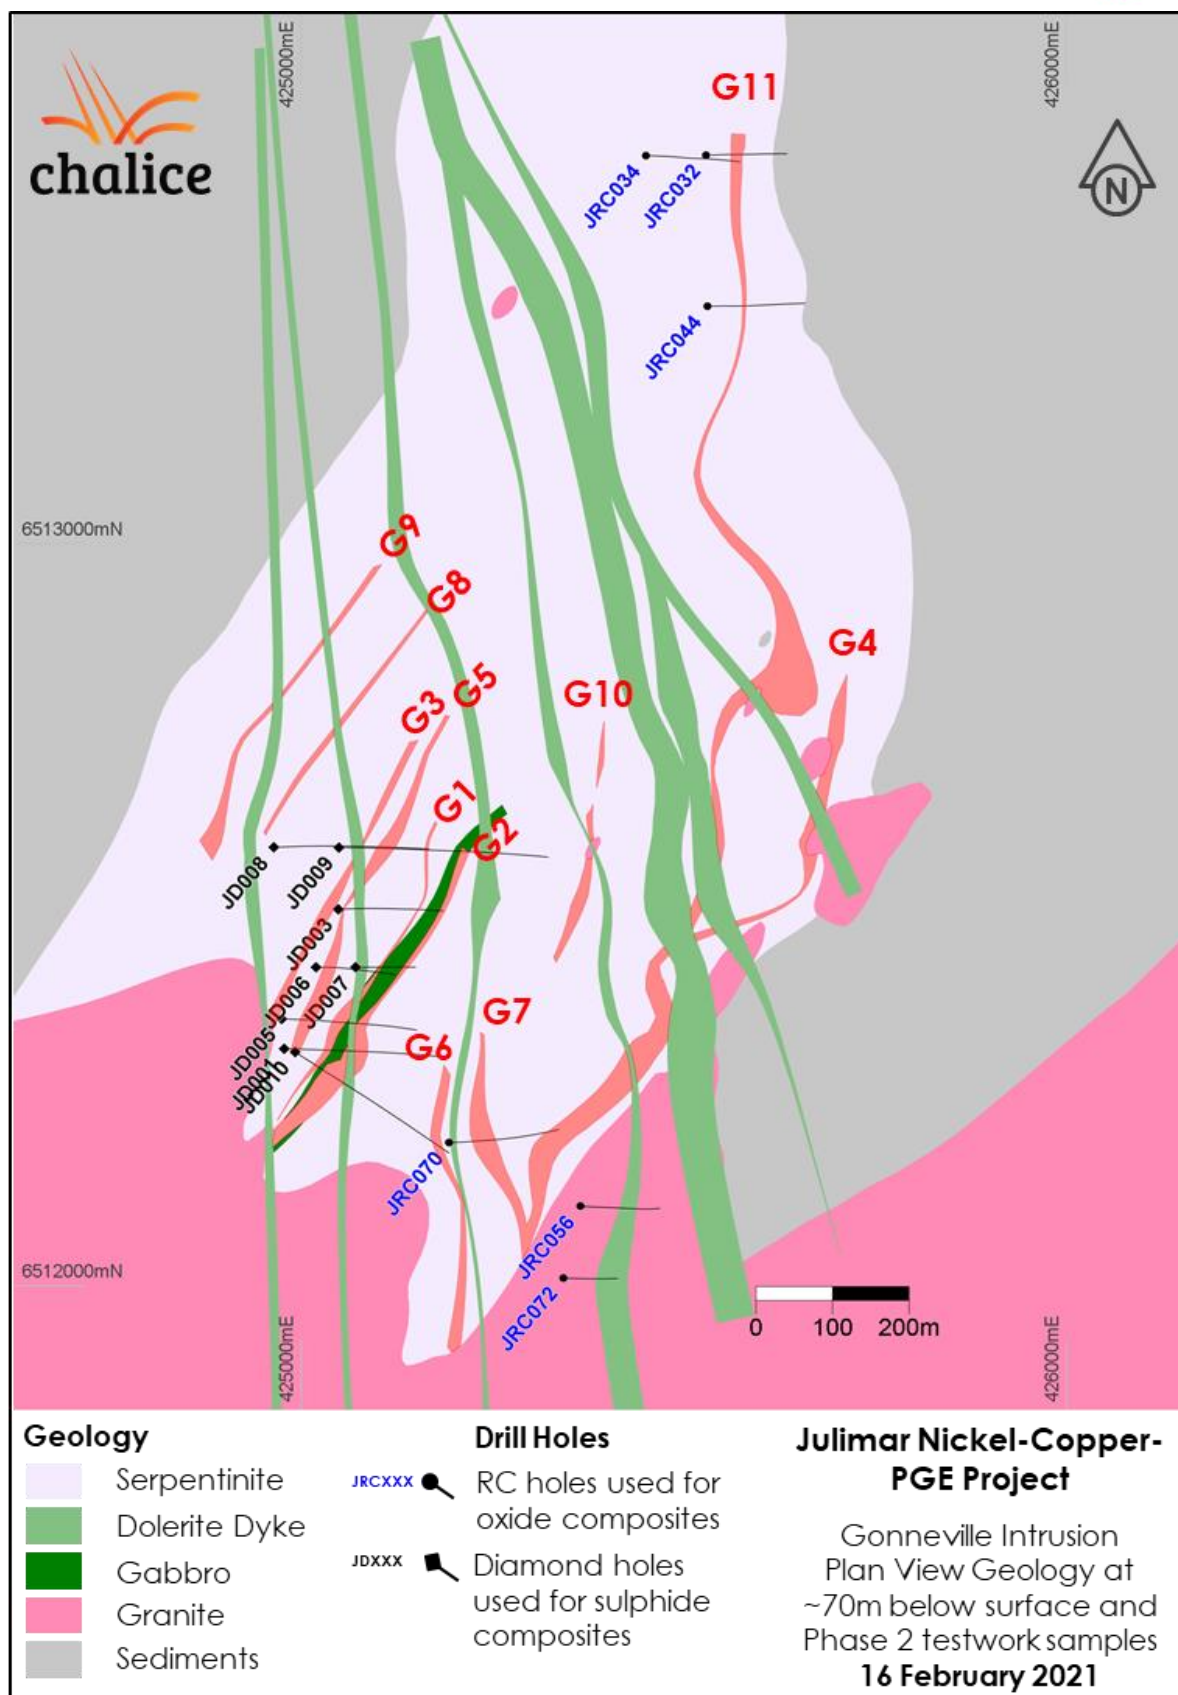 425000mE
426000mE
chalice
G11
N
JRC034
JRC032
JRC044
6513000mN
G9
G8
G4
G5
G3
G10
G1
G2
JD008
JD009
JD003
JD006
JD007
G7
G6
JD005
JD001
JD010
JRC070
JRC056
6512000mN
JRC072
0 100 200m
425000mE
426000mE
Geology
Serpentinite
Dolerite Dyke
Gabbro
Granite
Sediments
Drill Holes
JRCXXX RC holes used for
oxide composites
JDXXX Diamond holes
used for sulphide
composites
Julimar Nickel-Copper-
PGE Project
Gonneville Intrusion
Plan View Geology at
~70m below surface and
Phase 2 testwork samples
16 February 2021